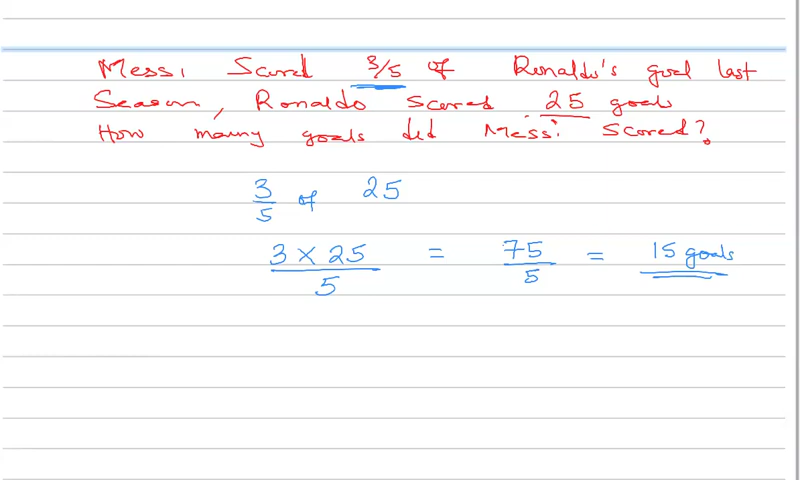 Messi Scored 3/5 of Ronaldo's goal last
Season, Ronaldo scored 25 goals
How many goals did Messi Scored?
3/5 of 25
3 × 25 / 5 = 75/5 = 15 goals